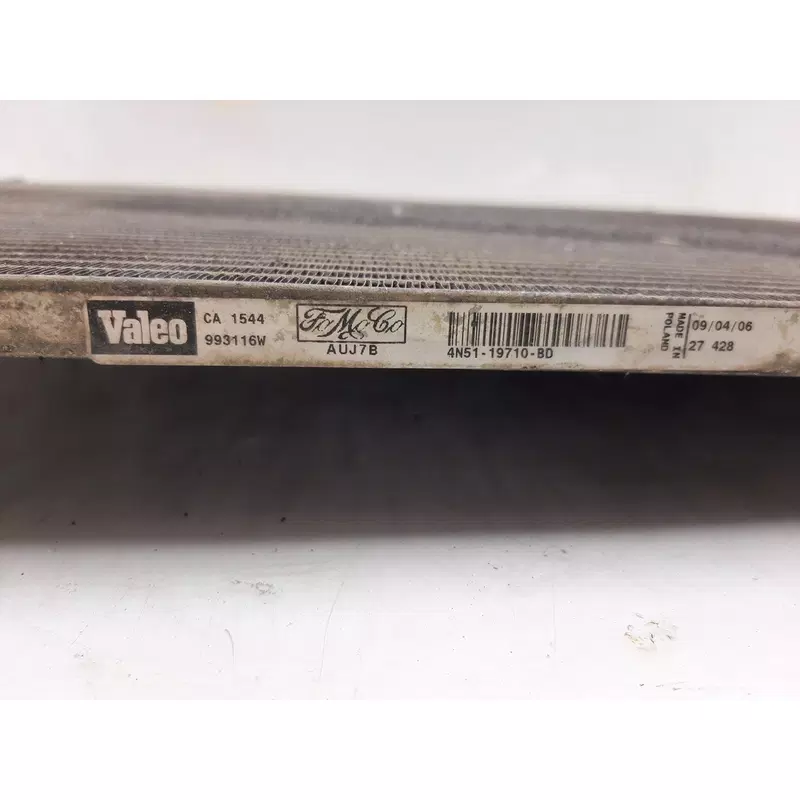 Valeo
CA 1544
993116W
FoMoCo
AUJ7B
4N51-19710-BD
MADE IN
POLAND
09/04/06
27 428